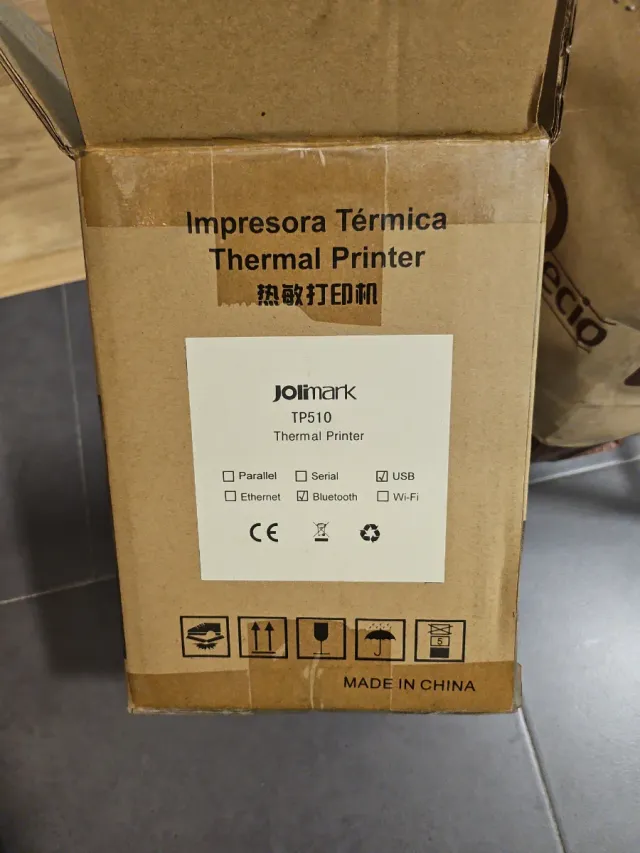 Impresora Térmica
Thermal Printer
热敏打印机
Jolimark
TP510
Thermal Printer
☐ Parallel ☐ Serial ☑ USB
☐ Ethernet ☑ Bluetooth ☐ Wi-Fi
CE
5
MADE IN CHINA
ecio